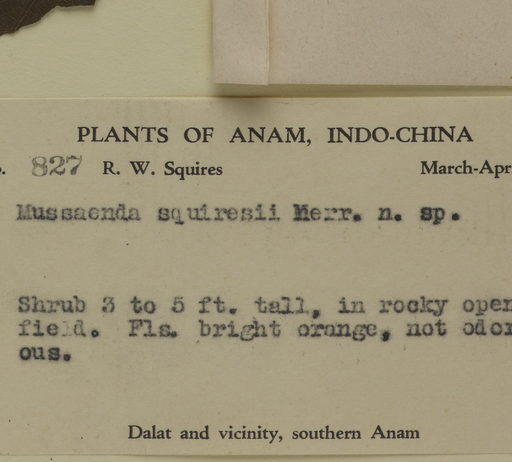 PLANTS OF ANAM, INDO-CHINA
827 R. W. Squires March-Apr
Mussaenda squiresii Merr. n. sp.
Shrub 3 to 5 ft. tall, in rocky open
field. Fls. bright orange, not odor
ous.
Dalat and vicinity, southern Anam